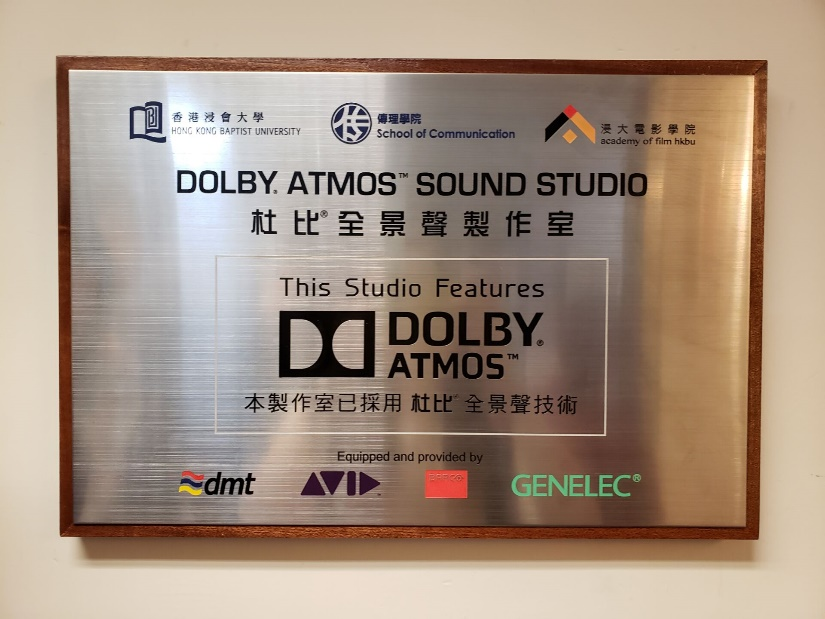 香港浸會大學
HONG KONG BAPTIST UNIVERSITY
傳理學院
School of Communication
浸大電影學院
academy of film hkbu
DOLBY® ATMOS™ SOUND STUDIO
杜比®全景聲製作室
This Studio Features
DOLBY®
ATMOS™
本製作室已採用 杜比® 全景聲技術
Equipped and provided by
dmt
AVID™
GENELEC®